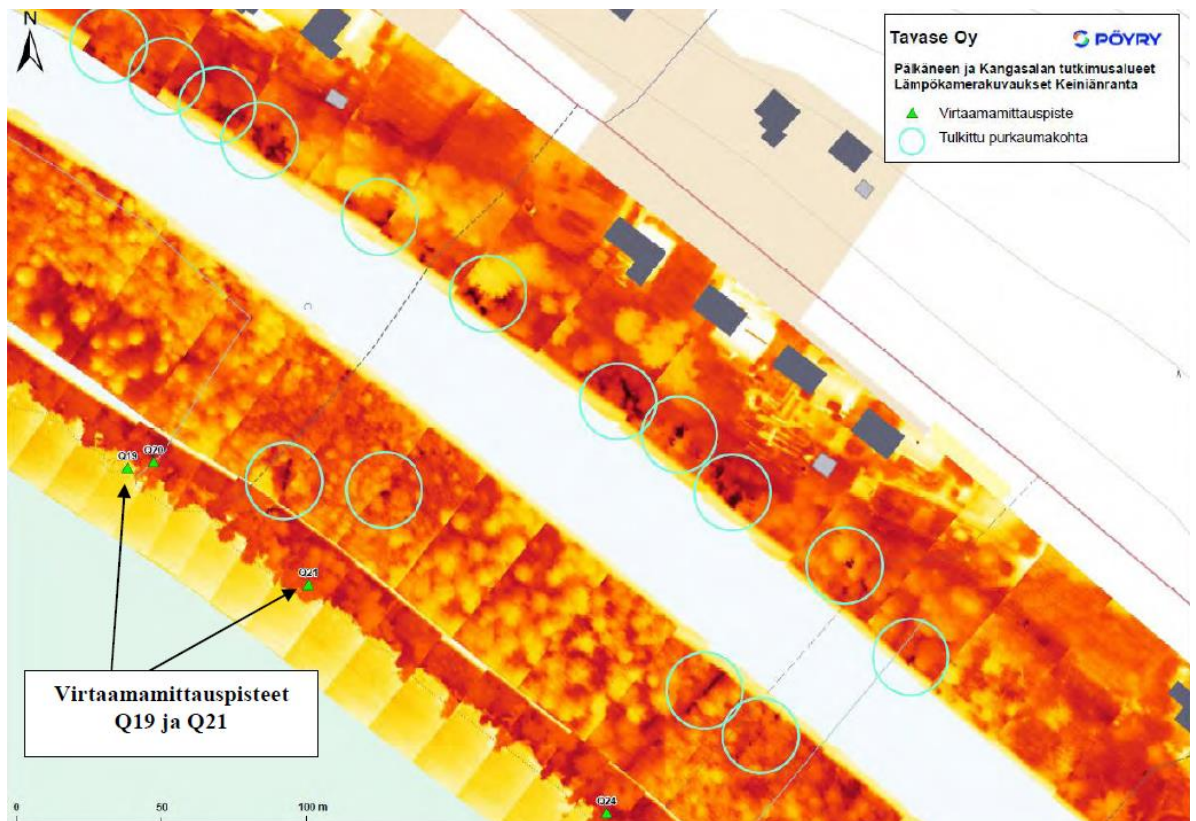 N
Tavase Oy
PÖYRY
Pälkäneen ja Kangasalan tutkimusalueet
Lämpökamerakuvaukset Keiniänranta
Virtaamamittauspiste
Tulkittu purkaumakohta
Q19
Q20
Q21
Virtaamamittauspisteet
Q19 ja Q21
Q24
0
50
100 m